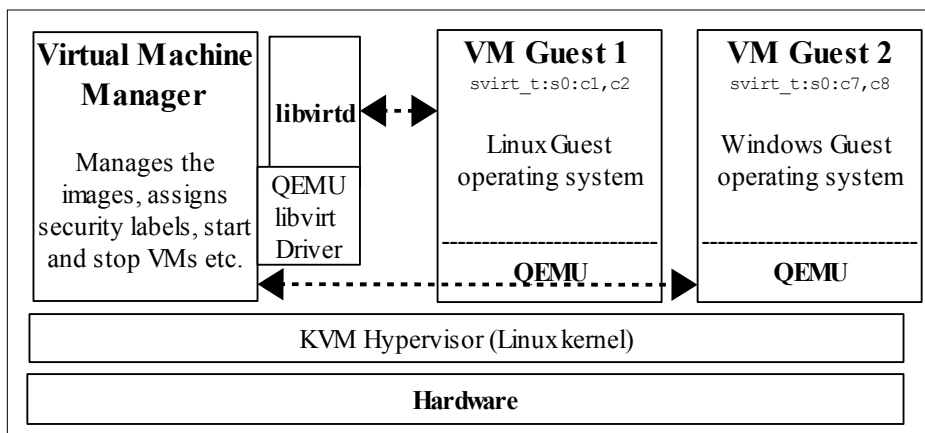 Virtual Machine
Manager
Manages the
images, assigns
security labels, start
and stop VMs etc.
libvirtd
QEMU
libvirt
Driver
VM Guest 1
svirt_t:s0:c1,c2
Linux Guest
operating system
QEMU
VM Guest 2
svirt_t:s0:c7,c8
Windows Guest
operating system
QEMU
KVM Hypervisor (Linux kernel)
Hardware